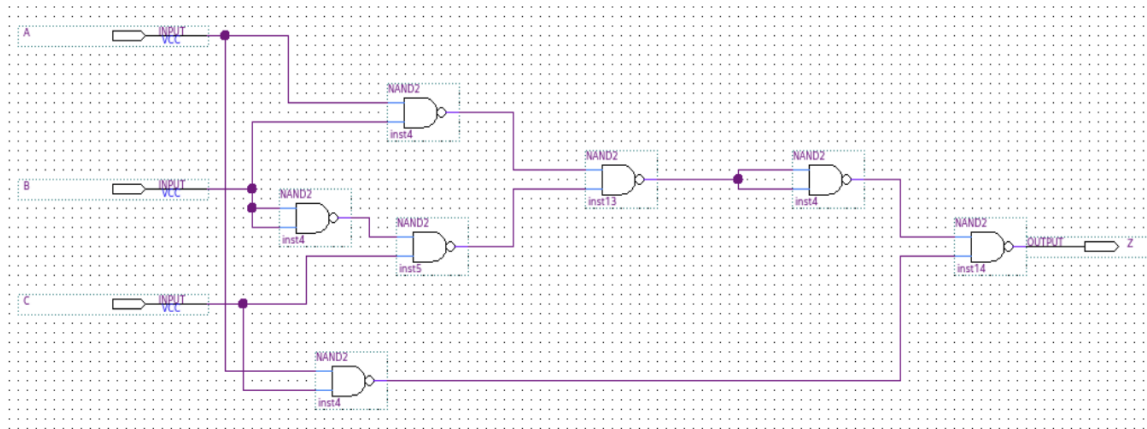 A
INPUT
VCC
NAND2
inst4
B
INPUT
VCC
NAND2
inst4
NAND2
inst5
NAND2
inst13
NAND2
inst4
C
INPUT
VCC
NAND2
inst14
OUTPUT
Z
NAND2
inst4